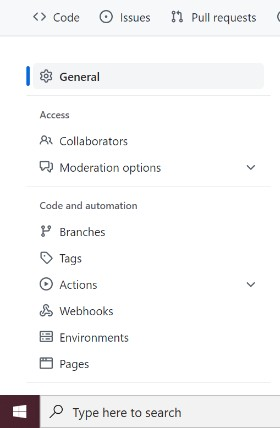 Code Issues Pull requests
General
Access
Collaborators
Moderation options
Code and automation
Branches
Tags
Actions
Webhooks
Environments
Pages
Type here to search